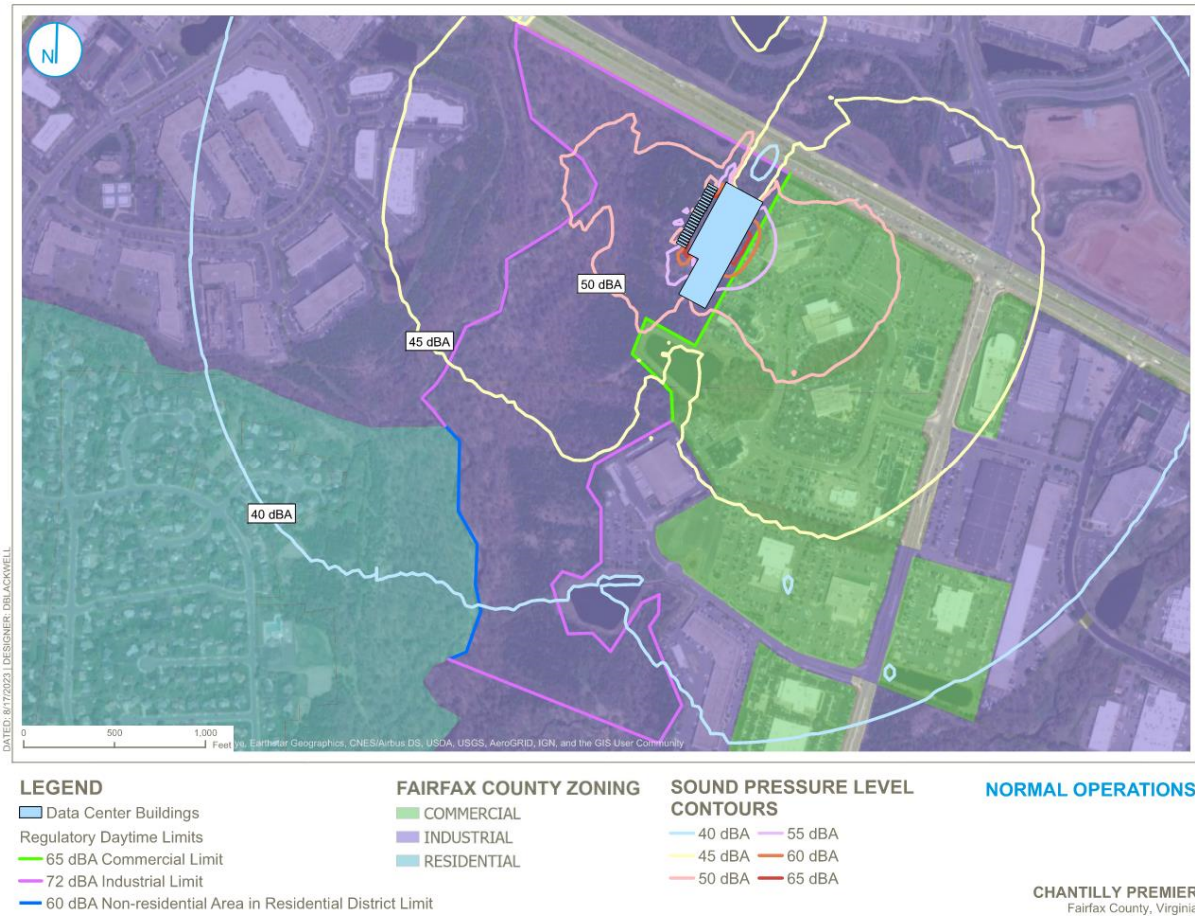 N
50 dBA
45 dBA
40 dBA
DATED: 8/17/2023 | DESIGNER: DBLACKWELL
0 500 1,000
Feet
Earthstar Geographics, CNES/Airbus DS, USDA, USGS, AeroGRID, IGN, and the GIS User Community
LEGEND
Data Center Buildings
Regulatory Daytime Limits
65 dBA Commercial Limit
72 dBA Industrial Limit
60 dBA Non-residential Area in Residential District Limit
FAIRFAX COUNTY ZONING
COMMERCIAL
INDUSTRIAL
RESIDENTIAL
SOUND PRESSURE LEVEL
CONTOURS
40 dBA 55 dBA
45 dBA 60 dBA
50 dBA 65 dBA
NORMAL OPERATIONS
CHANTILLY PREMIER
Fairfax County, Virginia